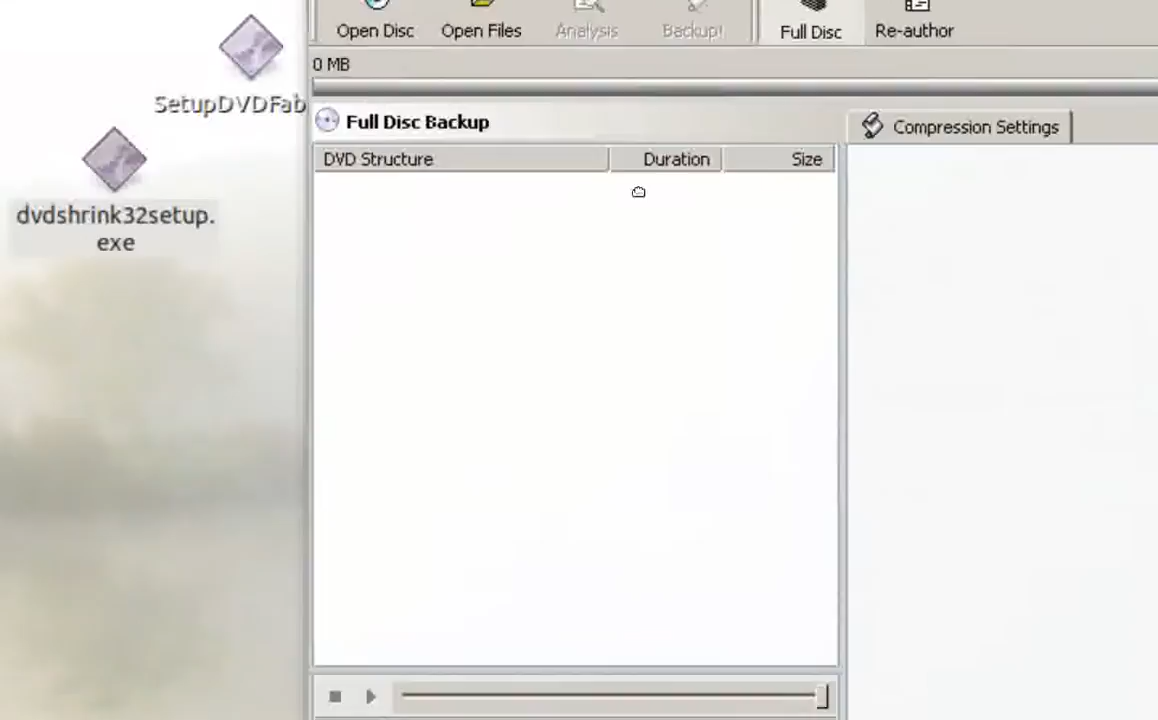 Open Disc
Open Files
Analysis
Backup!
Full Disc
Re-author
0 MB
SetupDVDFab
Full Disc Backup
Compression Settings
DVD Structure
Duration
Size
dvdshrink32setup.
exe